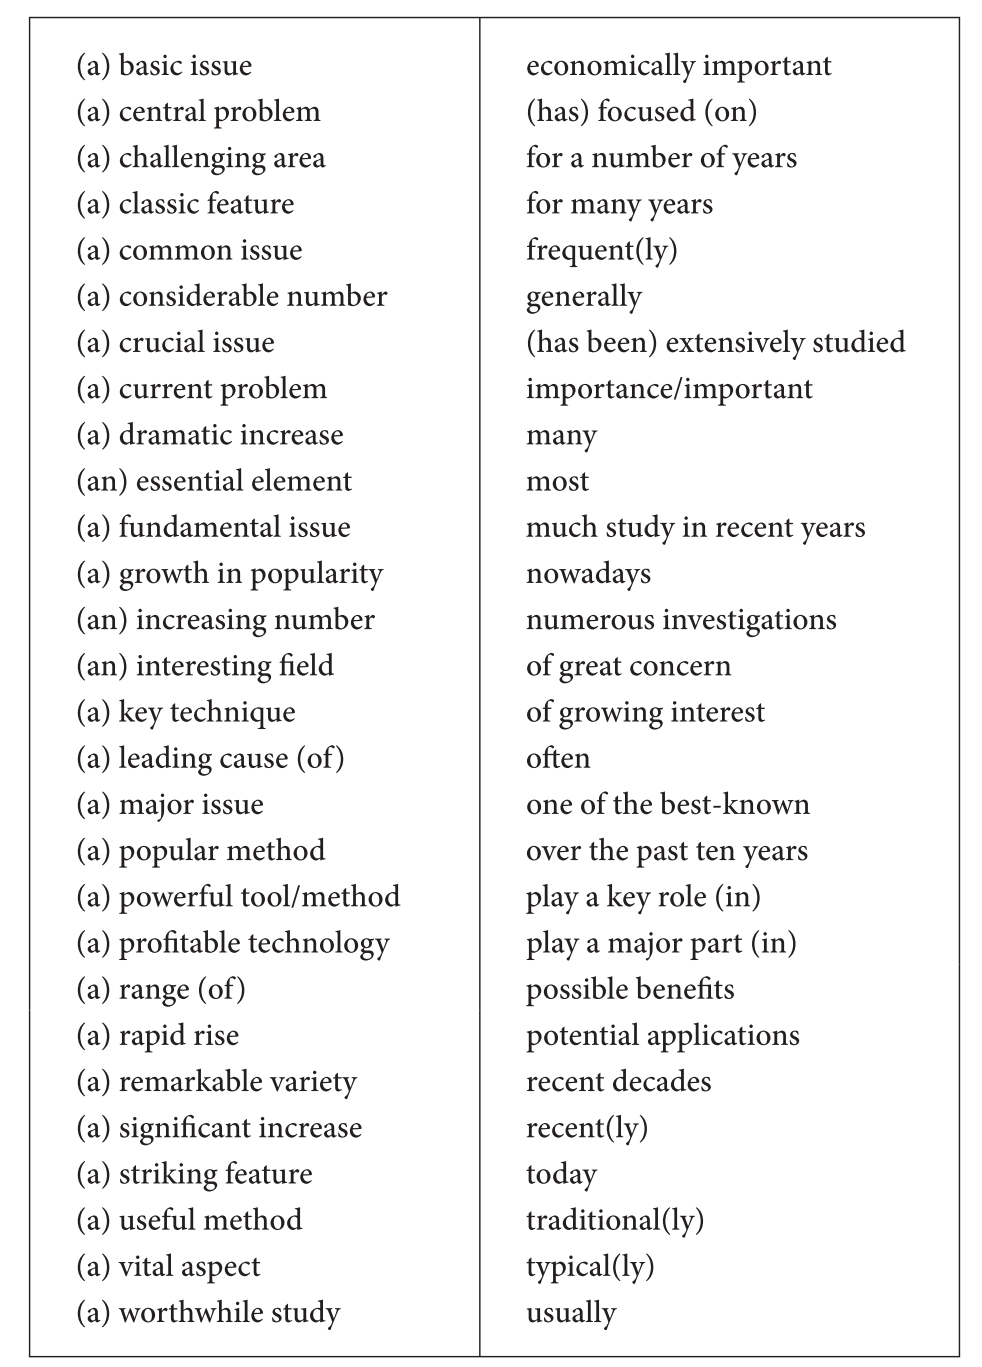 (a) basic issue
(a) central problem
(a) challenging area
(a) classic feature
(a) common issue
(a) considerable number
(a) crucial issue
(a) current problem
(a) dramatic increase
(an) essential element
(a) fundamental issue
(a) growth in popularity
(an) increasing number
(an) interesting field
(a) key technique
(a) leading cause (of)
(a) major issue
(a) popular method
(a) powerful tool/method
(a) profitable technology
(a) range (of)
(a) rapid rise
(a) remarkable variety
(a) significant increase
(a) striking feature
(a) useful method
(a) vital aspect
(a) worthwhile study
economically important
(has) focused (on)
for a number of years
for many years
frequent(ly)
generally
(has been) extensively studied
importance/important
many
most
much study in recent years
nowadays
numerous investigations
of great concern
of growing interest
often
one of the best-known
over the past ten years
play a key role (in)
play a major part (in)
possible benefits
potential applications
recent decades
recent(ly)
today
traditional(ly)
typical(ly)
usually